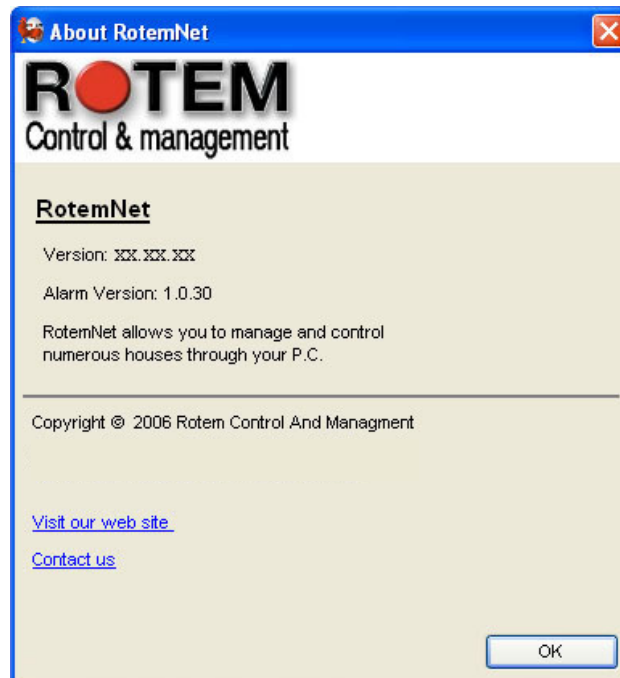 About RotemNet
ROTEM
Control & management
RotemNet
Version: XX.XX.XX
Alarm Version: 1.0.30
RotemNet allows you to manage and control
numerous houses through your P.C.
Copyright © 2006 Rotem Control And Managment
Visit our web site
Contact us
OK